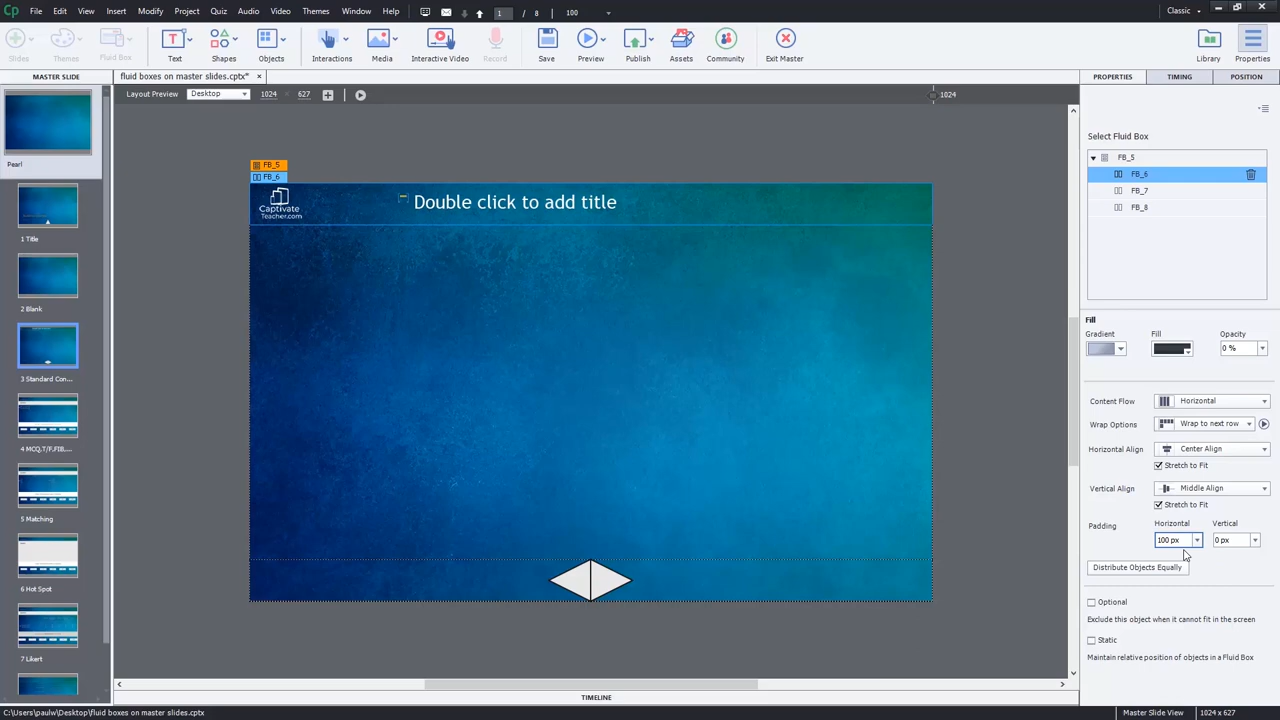 Cp File Edit View Insert Modify Project Quiz Audio Captivate Themes Window Help 1 / 8 100 Classic
Slides Themes Fluid Box Text Shapes Objects Interactions Media Interactive Video Record Save Preview Publish Assets Community Exit Master Library Properties
MASTER SLIDE fluid boxes on master slides.cptx* × PROPERTIES TIMING POSITION
Layout Preview Desktop 1024 × 627 1024
Select Fluid Box
FB_5
FB_6
FB_7
FB_8
Pearl
1 Title
2 Blank
3 Standard Con...
4 MCQ,T/F,FIB,...
5 Matching
6 Hot Spot
7 Likert
FB_5
FB_6
Captivate
Teacher.com
Double click to add title
Fill
Gradient Fill Opacity
0 %
Content Flow Horizontal
Wrap Options Wrap to next row
Horizontal Align Center Align
Stretch to Fit
Vertical Align Middle Align
Stretch to Fit
Padding Horizontal Vertical
100 px 0 px
Distribute Objects Equally
Optional
Exclude this object when it cannot fit in the screen
Static
Maintain relative position of objects in a Fluid Box
TIMELINE
C:\Users\paulw\Desktop\fluid boxes on master slides.cptx Master Slide View 1024 x 627